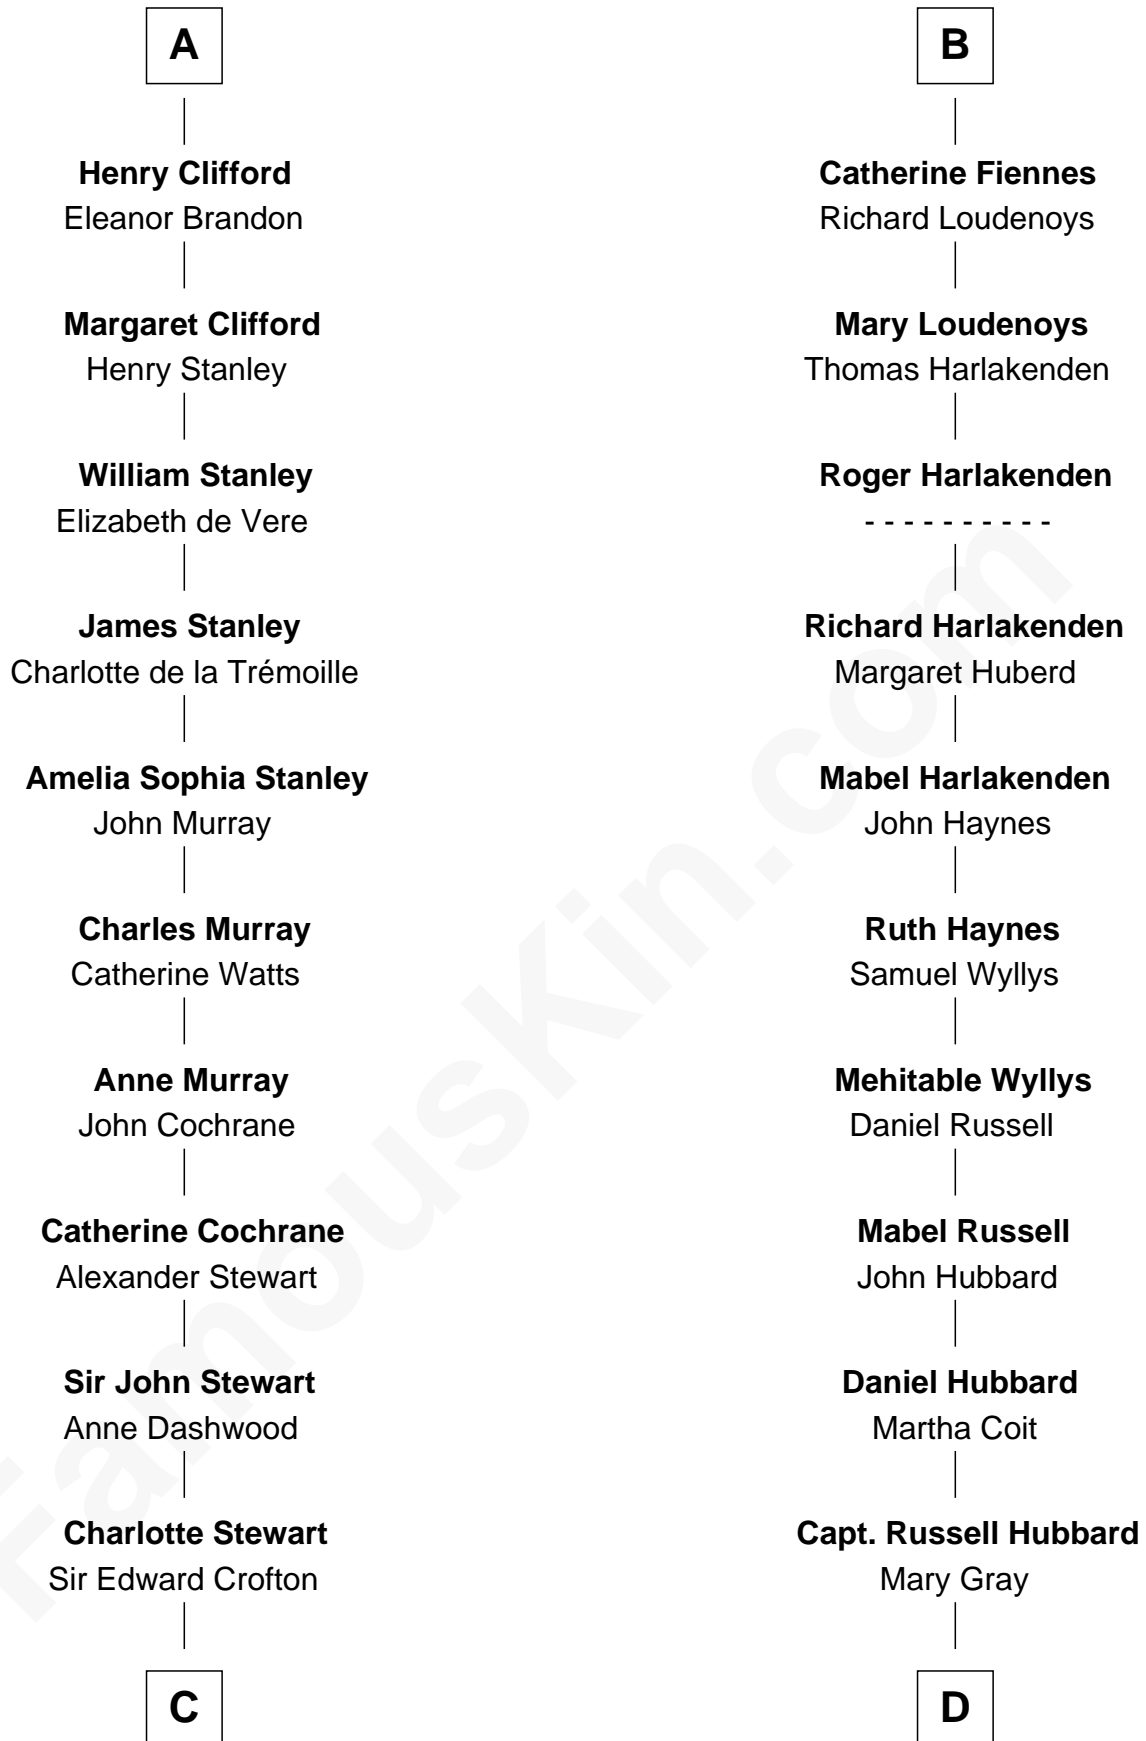 A
Henry Clifford
Eleanor Brandon
Margaret Clifford
Henry Stanley
William Stanley
Elizabeth de Vere
James Stanley
Charlotte de la Trémoille
Amelia Sophia Stanley
John Murray
Charles Murray
Catherine Watts
Anne Murray
John Cochrane
Catherine Cochrane
Alexander Stewart
Sir John Stewart
Anne Dashwood
Charlotte Stewart
Sir Edward Crofton
C
B
Catherine Fiennes
Richard Loudenoys
Mary Loudenoys
Thomas Harlakenden
Roger Harlakenden
- - - - - - - - - -
Richard Harlakenden
Margaret Huberd
Mabel Harlakenden
John Haynes
Ruth Haynes
Samuel Wyllys
Mehitable Wyllys
Daniel Russell
Mabel Russell
John Hubbard
Daniel Hubbard
Martha Coit
Capt. Russell Hubbard
Mary Gray
D
FamousKin.com